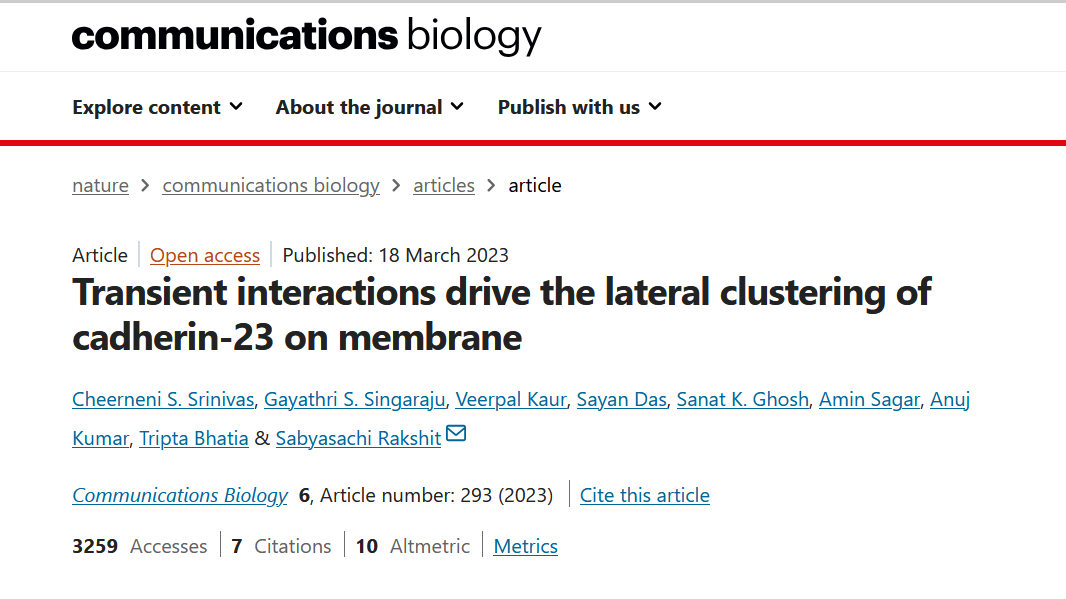 communications biology
Explore content About the journal Publish with us
nature > communications biology > articles > article
Article Open access Published: 18 March 2023
Transient interactions drive the lateral clustering of
cadherin-23 on membrane
Cheerneni S. Srinivas, Gayathri S. Singaraju, Veerpal Kaur, Sayan Das, Sanat K. Ghosh, Amin Sagar, Anuj
Kumar, Tripta Bhatia & Sabyasachi Rakshit
Communications Biology 6, Article number: 293 (2023) Cite this article
3259 Accesses 7 Citations 10 Altmetric Metrics